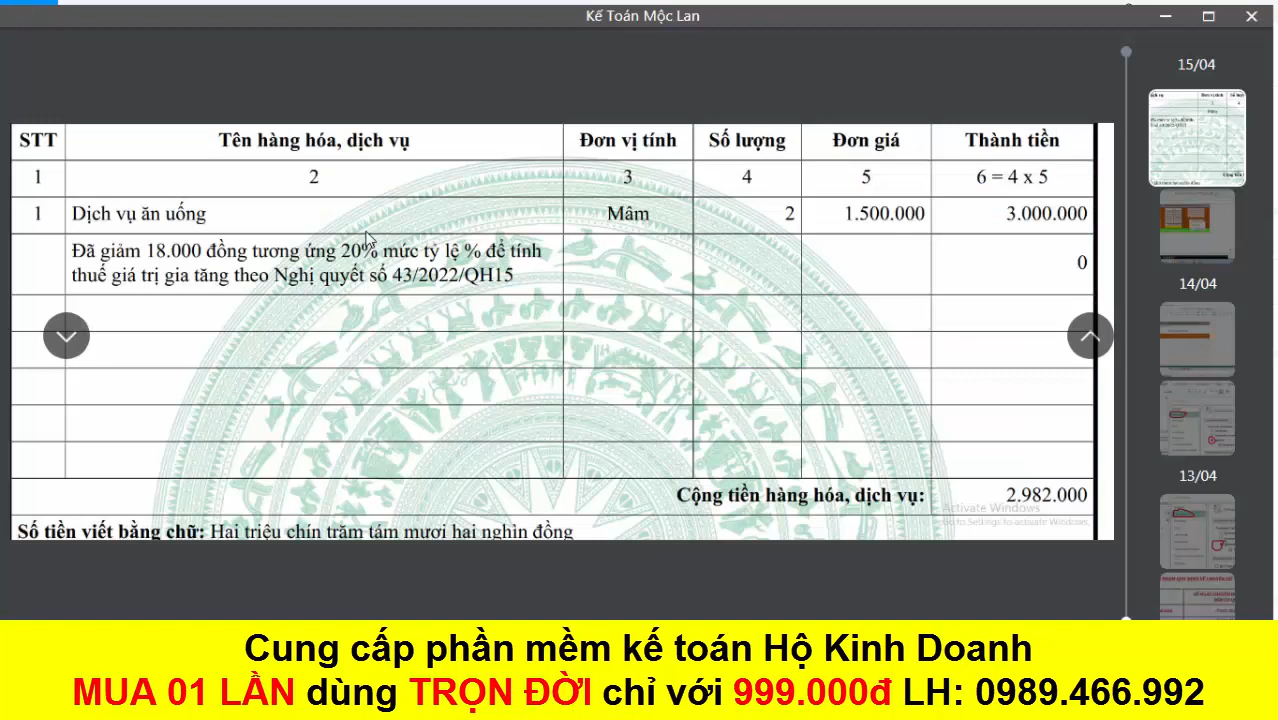 Kế Toán Mộc Lan
15/04
STT Tên hàng hóa, dịch vụ Đơn vị tính Số lượng Đơn giá Thành tiền
1 2 3 4 5 6 = 4 x 5
1 Dịch vụ ăn uống Mâm 2 1.500.000 3.000.000
Đã giảm 18.000 đồng tương ứng 20% mức tỷ lệ % để tính
thuế giá trị gia tăng theo Nghị quyết số 43/2022/QH15
0
14/04
13/04
Cộng tiền hàng hóa, dịch vụ: 2.982.000
Activate Windows
Go to Settings to activate Windows.
Số tiền viết bằng chữ: Hai triệu chín trăm tám mươi hai nghìn đồng
Cung cấp phần mềm kế toán Hộ Kinh Doanh
MUA 01 LẦN dùng TRỌN ĐỜI chỉ với 999.000đ LH: 0989.466.992